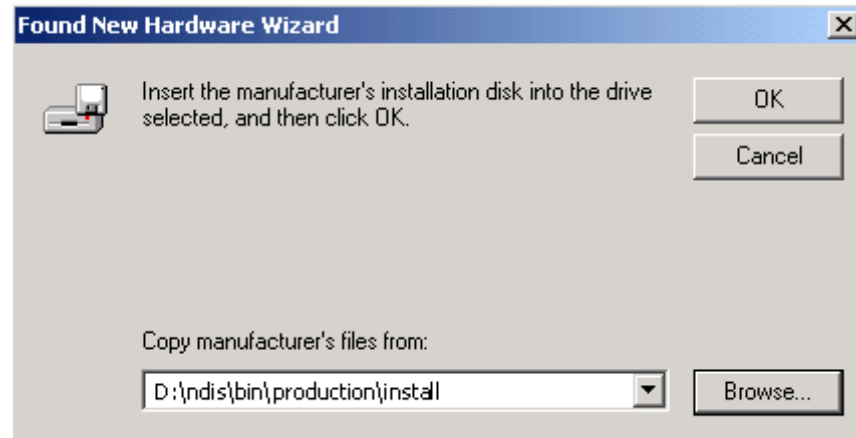 Found New Hardware Wizard
Insert the manufacturer's installation disk into the drive
selected, and then click OK.
OK
Cancel
Copy manufacturer's files from:
D:\ndis\bin\production\install
Browse...